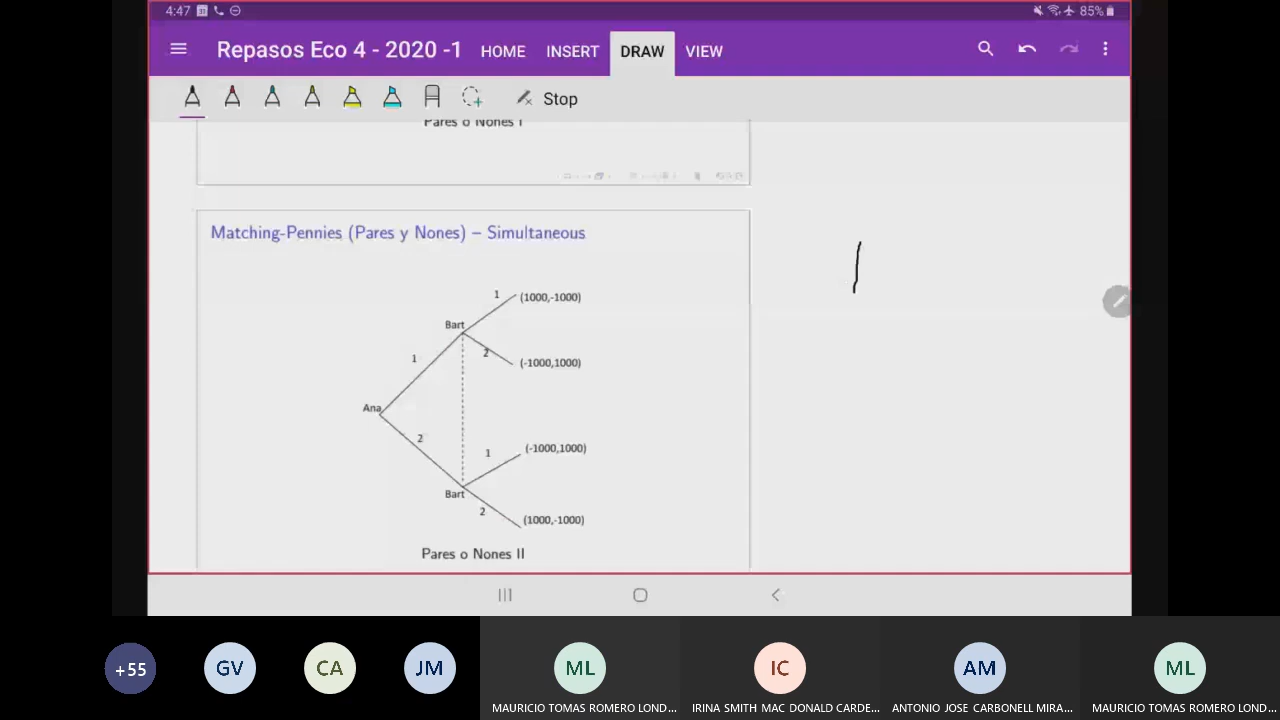 4:47 31 85%
Repasos Eco 4 - 2020 -1 HOME INSERT DRAW VIEW
Stop
Pares o Nones I
Matching-Pennies (Pares y Nones) – Simultaneous
1 (1000,-1000)
Bart
2 (-1000,1000)
1
Ana
2
1 (-1000,1000)
Bart
2 (1000,-1000)
Pares o Nones II
+55 GV CA JM ML IC AM ML
MAURICIO TOMAS ROMERO LOND... IRINA SMITH MAC DONALD CARDE... ANTONIO JOSE CARBONELL MIRA... MAURICIO TOMAS ROMERO LOND...